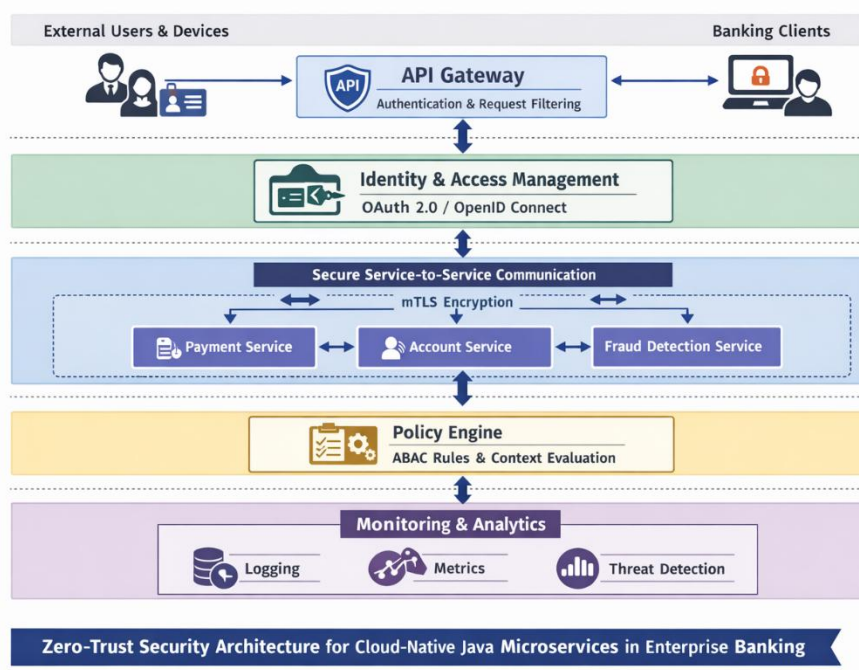 External Users & Devices
Banking Clients
API
API Gateway
Authentication & Request Filtering
Identity & Access Management
OAuth 2.0 / OpenID Connect
Secure Service-to-Service Communication
mTLS Encryption
Payment Service
Account Service
Fraud Detection Service
Policy Engine
ABAC Rules & Context Evaluation
Monitoring & Analytics
Logging
Metrics
Threat Detection
Zero-Trust Security Architecture for Cloud-Native Java Microservices in Enterprise Banking